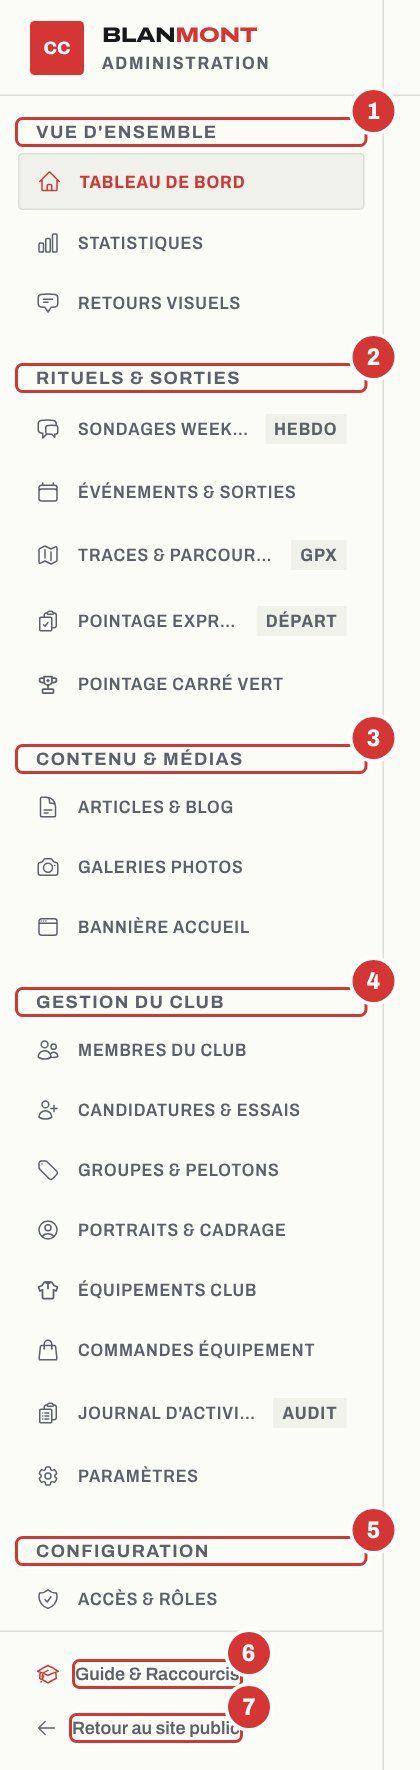 CC
BLANMONT
ADMINISTRATION
1
VUE D'ENSEMBLE
TABLEAU DE BORD
STATISTIQUES
RETOURS VISUELS
2
RITUELS & SORTIES
SONDAGES WEEK... HEBDO
ÉVÉNEMENTS & SORTIES
TRACES & PARCOUR... GPX
POINTAGE EXPR... DÉPART
POINTAGE CARRÉ VERT
3
CONTENU & MÉDIAS
ARTICLES & BLOG
GALERIES PHOTOS
BANNIÈRE ACCUEIL
4
GESTION DU CLUB
MEMBRES DU CLUB
CANDIDATURES & ESSAIS
GROUPES & PELOTONS
PORTRAITS & CADRAGE
ÉQUIPEMENTS CLUB
COMMANDES ÉQUIPEMENT
JOURNAL D'ACTIVI... AUDIT
PARAMÈTRES
5
CONFIGURATION
ACCÈS & RÔLES
6
Guide & Raccourcis
7
Retour au site public